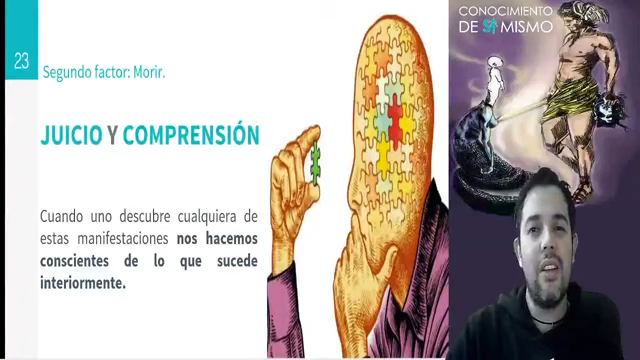 CONOCIMIENTO
DE SÍ MISMO
23
Segundo factor: Morir.
JUICIO Y COMPRENSIÓN
Cuando uno descubre cualquiera de
estas manifestaciones nos hacemos
conscientes de lo que sucede
interiormente.